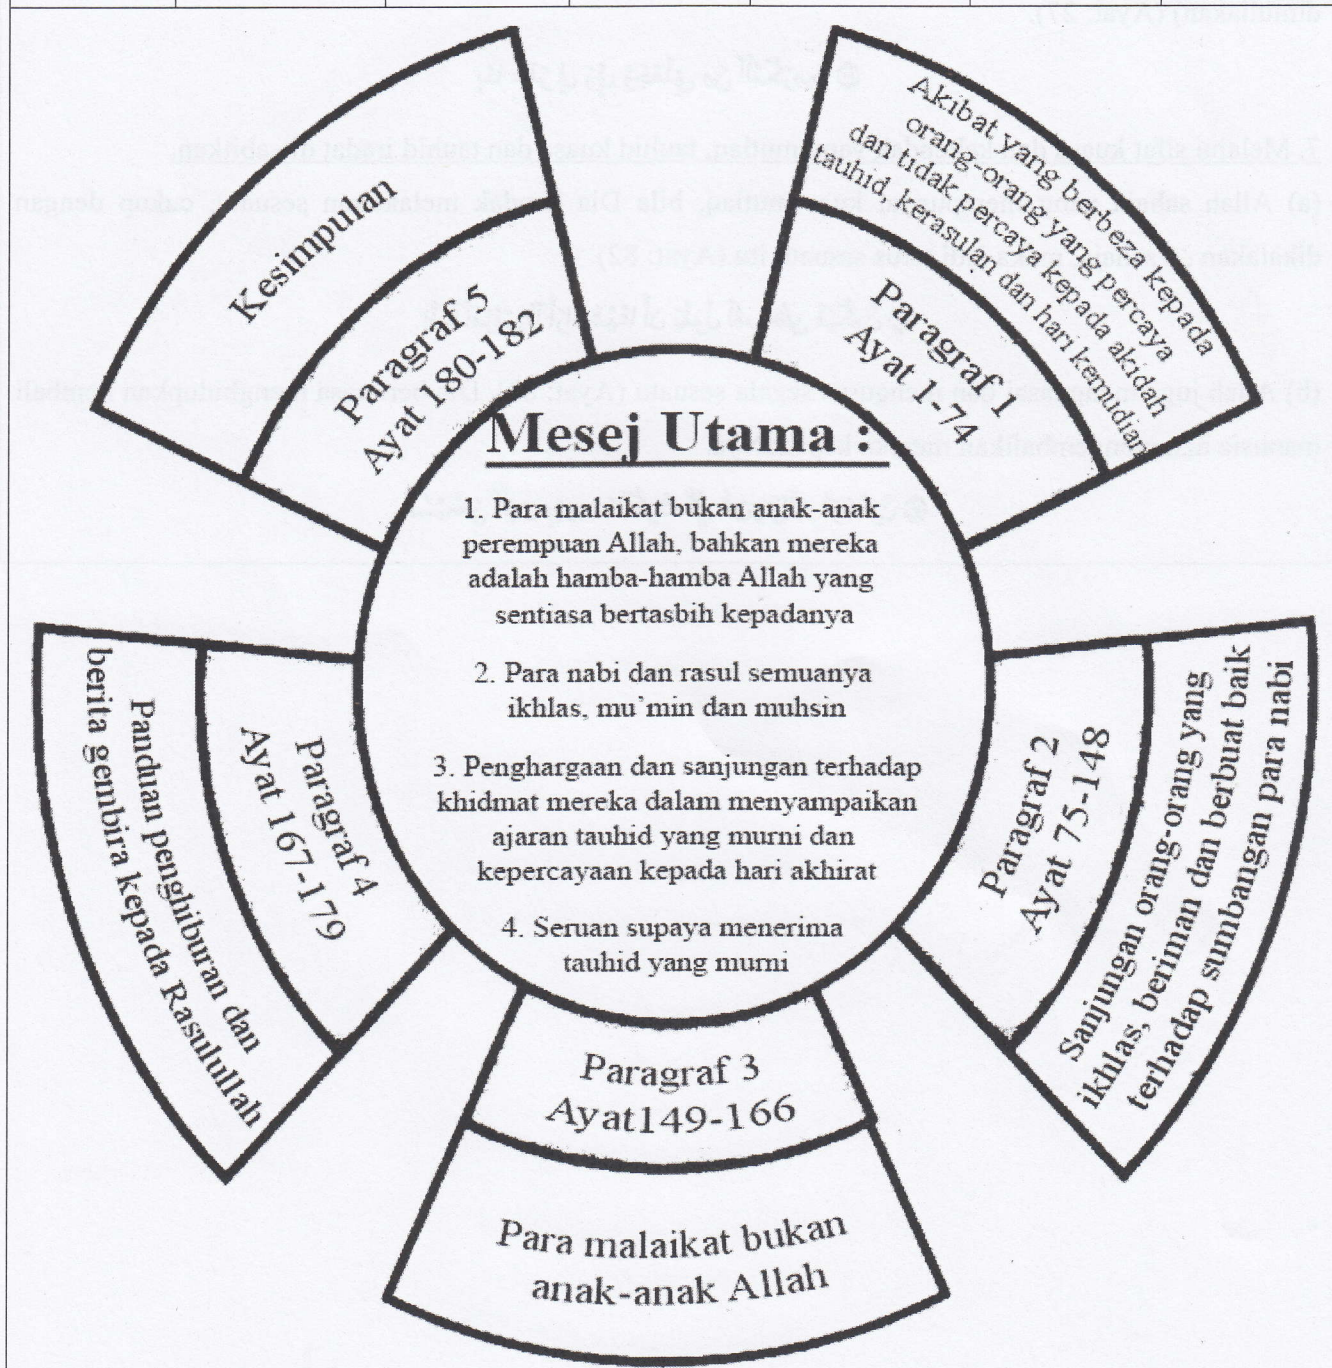 Mesej Utama :
1. Para malaikat bukan anak-anak
perempuan Allah, bahkan mereka
adalah hamba-hamba Allah yang
sentiasa bertasbih kepadanya
2. Para nabi dan rasul semuanya
ikhlas, mu'min dan muhsin
3. Penghargaan dan sanjungan terhadap
khidmat mereka dalam menyampaikan
ajaran tauhid yang murni dan
kepercayaan kepada hari akhirat
4. Seruan supaya menerima
tauhid yang murni
Paragraf 1
Ayat 1-74
Akibat yang berbeza kepada
orang-orang yang percaya
dan tidak percaya kepada akidah
tauhid, kerasulan dan hari kemudian
Paragraf 2
Ayat 75-148
Sanjungan orang-orang yang
ikhlas, beriman dan berbuat baik
terhadap sumbangan para nabi
Paragraf 3
Ayat149-166
Para malaikat bukan
anak-anak Allah
Paragraf 4
Ayat 167-179
Panduan penghiburan dan
berita gembira kepada Rasulullah
Paragraf 5
Ayat 180-182
Kesimpulan